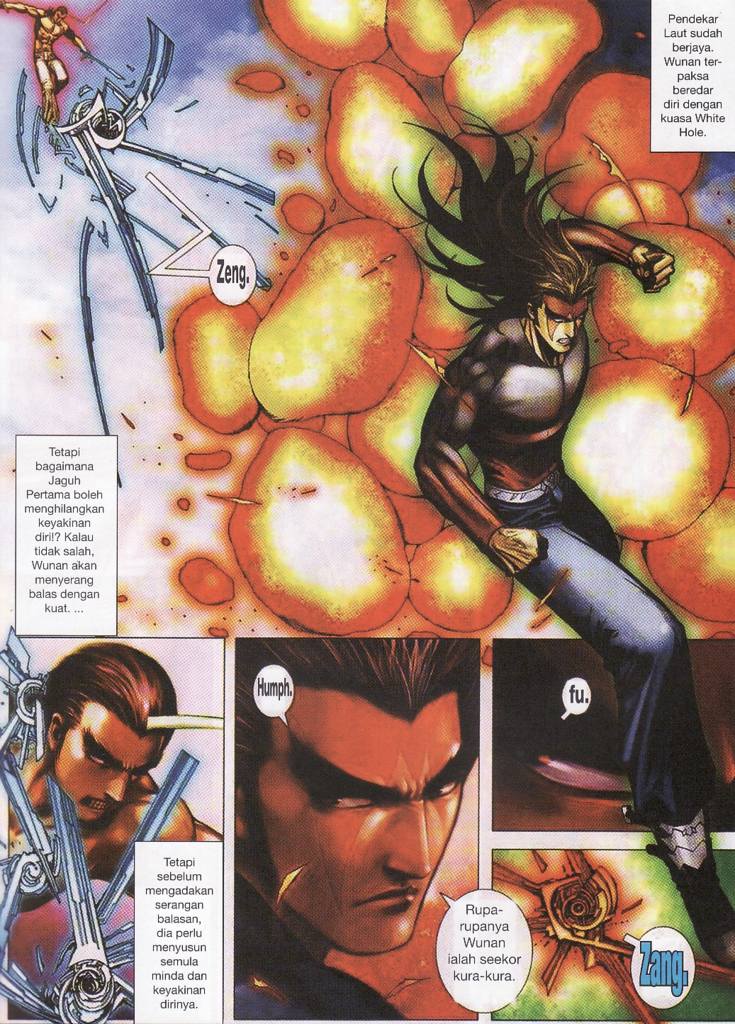 Pendekar
Laut sudah
berjaya.
Wunan ter-
paksa
beredar
diri dengan
kuasa White
Hole.
Zeng.
Tetapi
bagaimana
Jaguh
Pertama boleh
menghilangkan
keyakinan
diri!? Kalau
tidak salah,
Wunan akan
menyerang
balas dengan
kuat. ...
Tetapi
sebelum
mengadakan
serangan
balasan,
dia perlu
menyusun
semula
minda dan
keyakinan
dirinya.
Humph.
Rupa-
rupanya
Wunan
ialah seekor
kura-kura.
fu.
Zang.